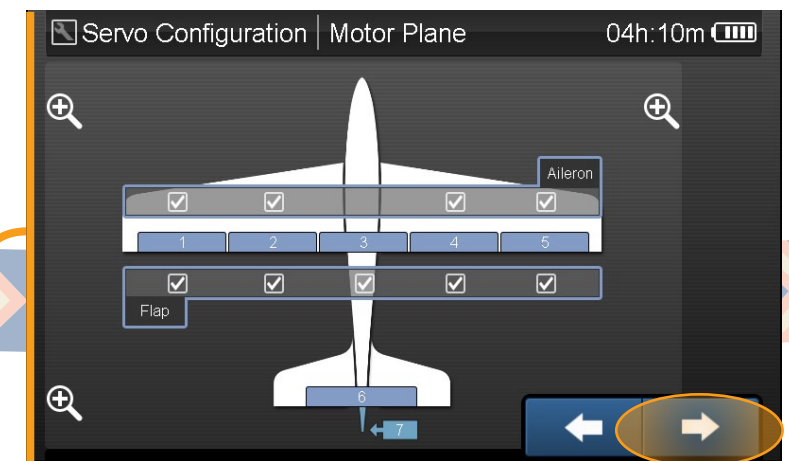 Servo Configuration | Motor Plane 04h:10m
Aileron
1 2 3 4 5
Flap
6
7